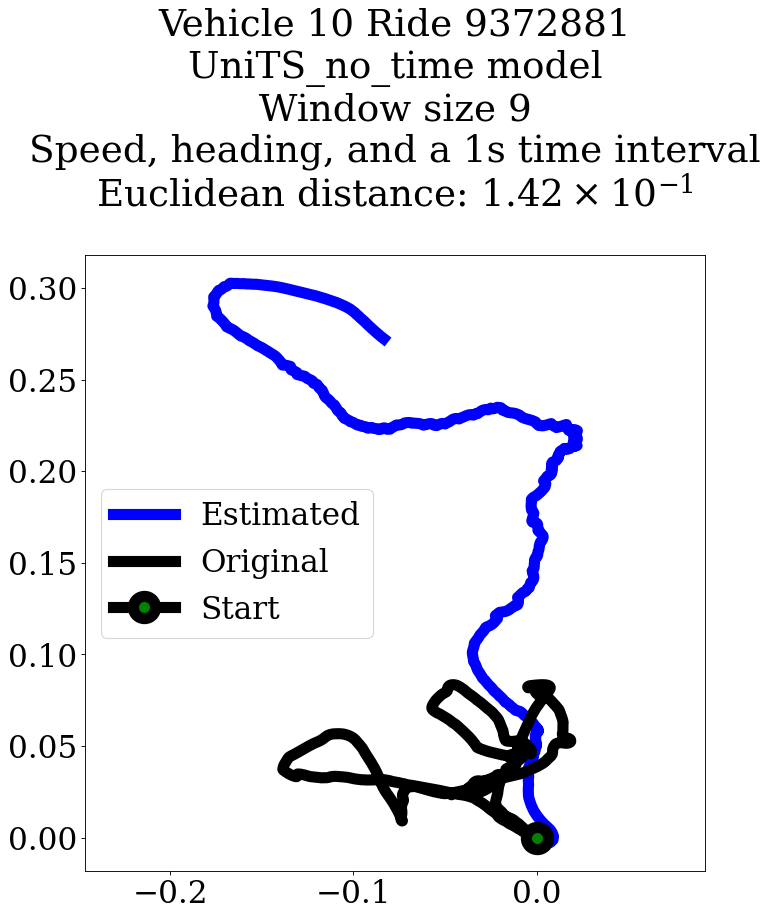 Vehicle 10 Ride 9372881
UniTS_no_time model
Window size 9
Speed, heading, and a 1s time interval
Euclidean distance: 1.42 × 10⁻¹
0.30
0.25
0.20
0.15
0.10
0.05
0.00
Estimated
Original
Start
−0.2
−0.1
0.0